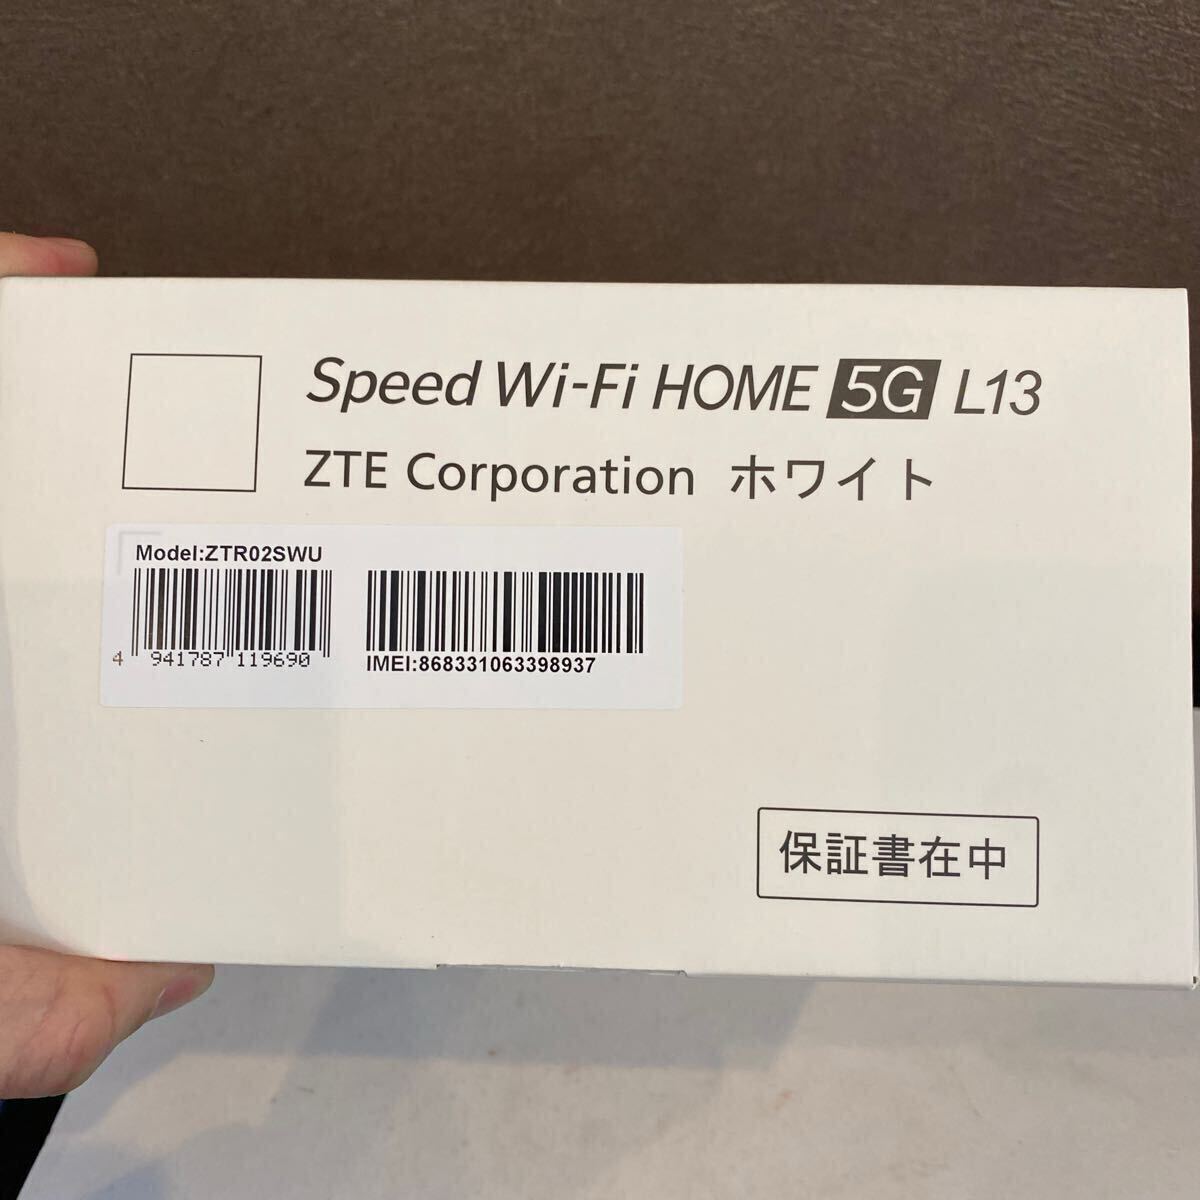 Speed Wi-Fi HOME 5G L13
ZTE Corporation ホワイト
Model:ZTR02SWU
4 941787 119690
IMEI:868331063398937
保証書在中